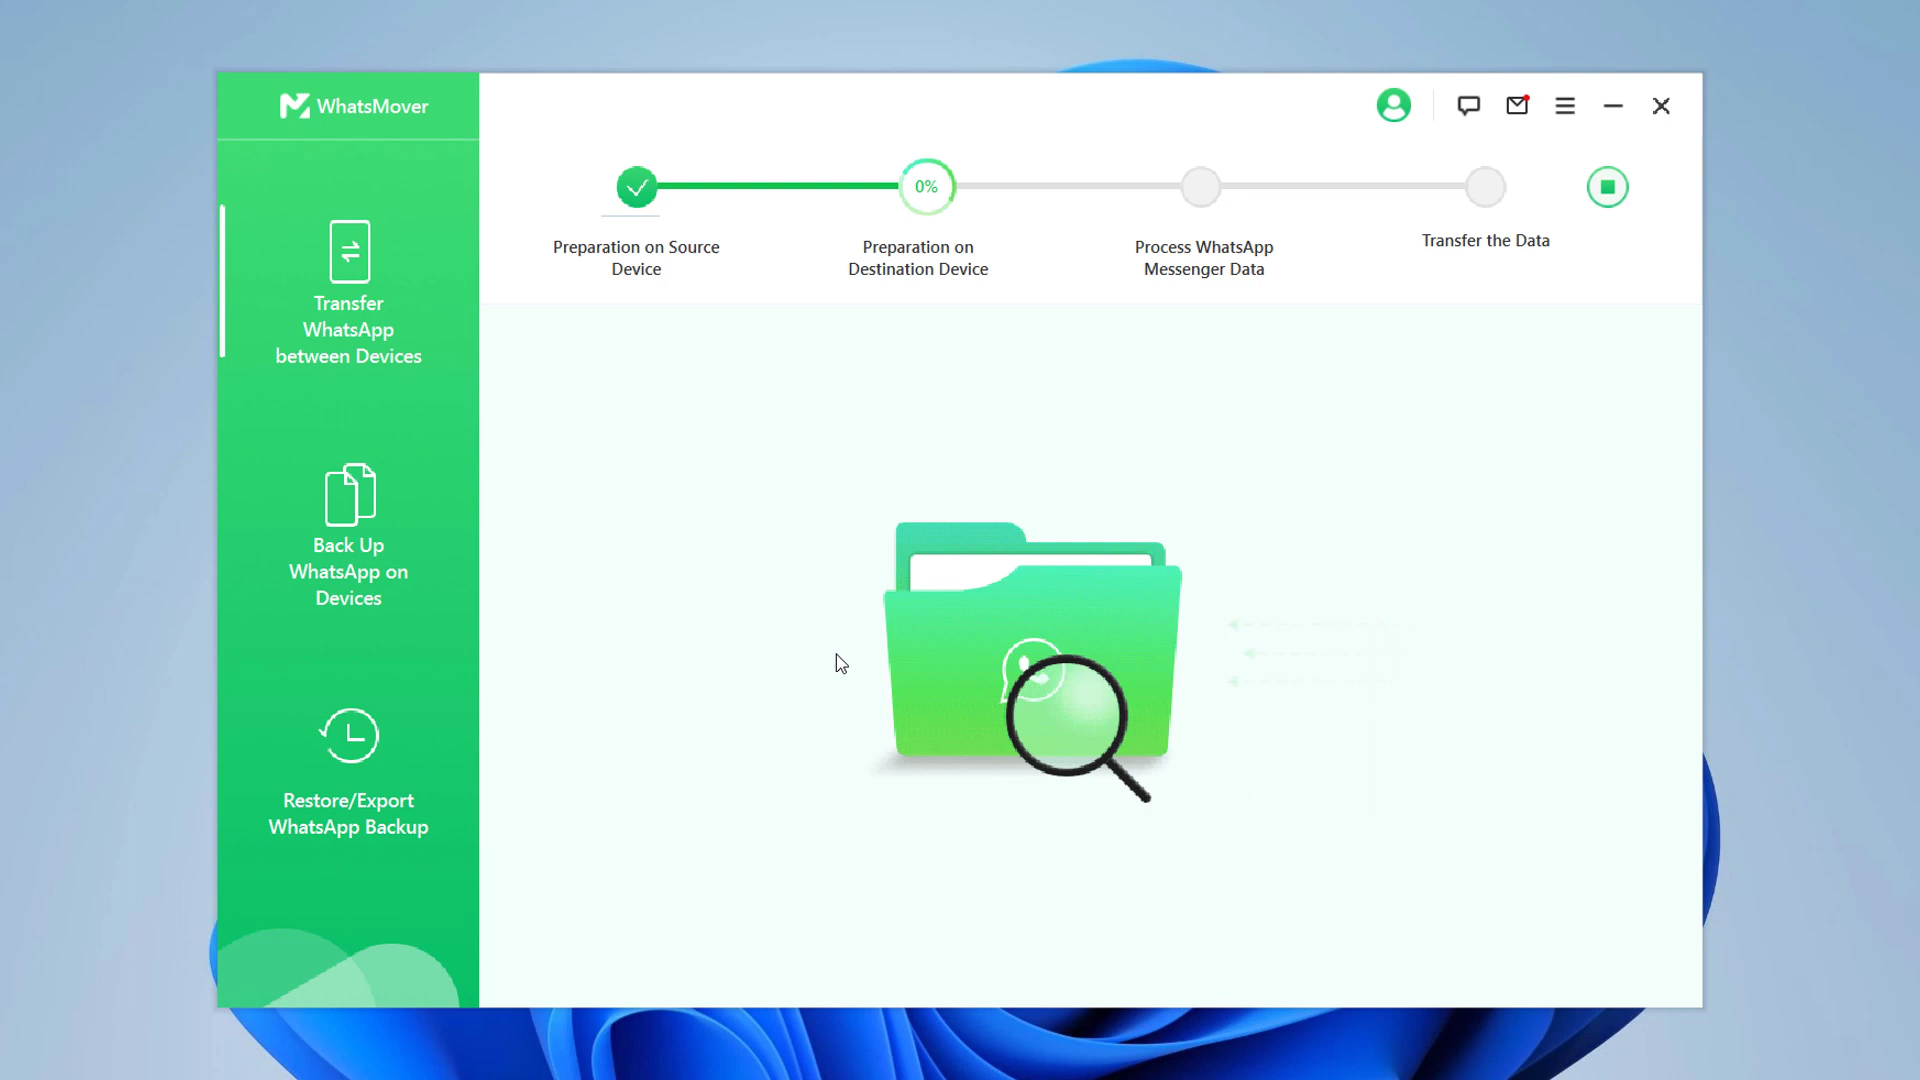 WhatsMover
0%
Preparation on Source
Device
Preparation on
Destination Device
Process WhatsApp
Messenger Data
Transfer the Data
Transfer
WhatsApp
between Devices
Back Up
WhatsApp on
Devices
Restore/Export
WhatsApp Backup